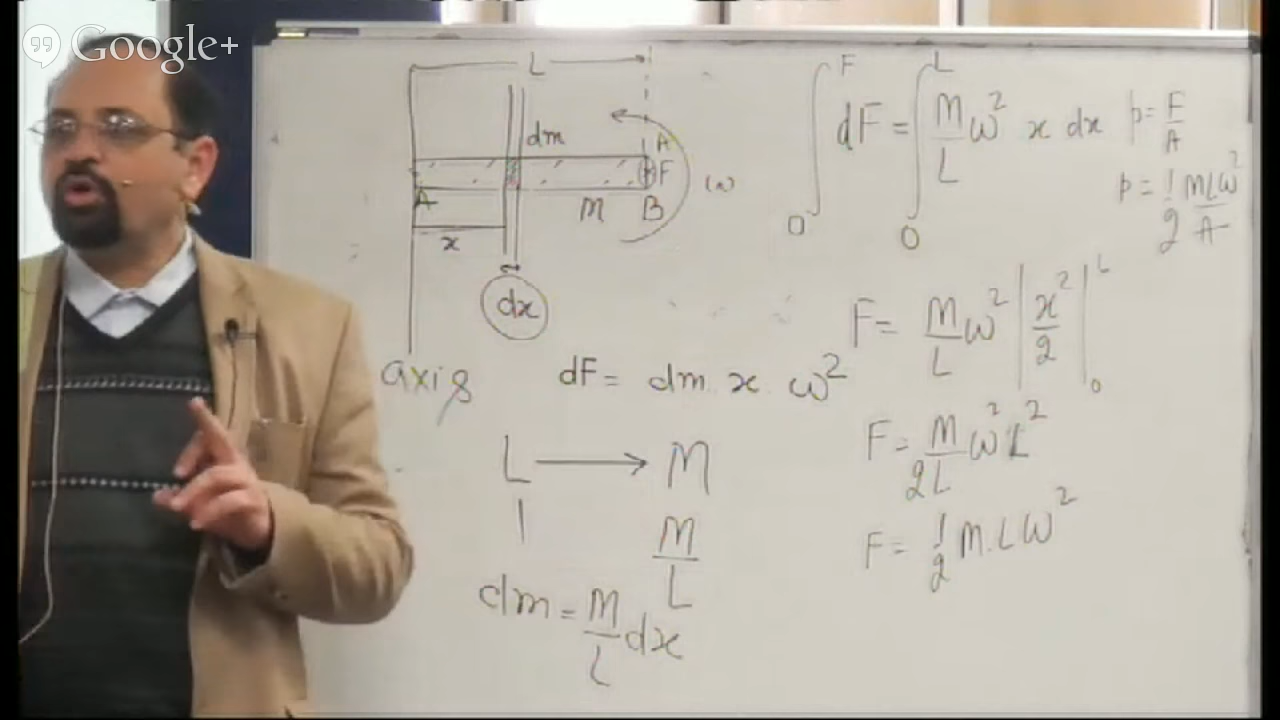 Google+
L
dm
A
F
ω
A
M
B
x
dx
axis
dF = dm . x . ω²
L → M
1
M/L
dm = M/L dx
∫₀^F dF = ∫₀^L M/L ω² x dx
p = F/A
p = 1/2 MLω²/A
F = M/L ω² |x²/2|₀^L
F = M/2L ω² L²
F = 1/2 M.Lω²